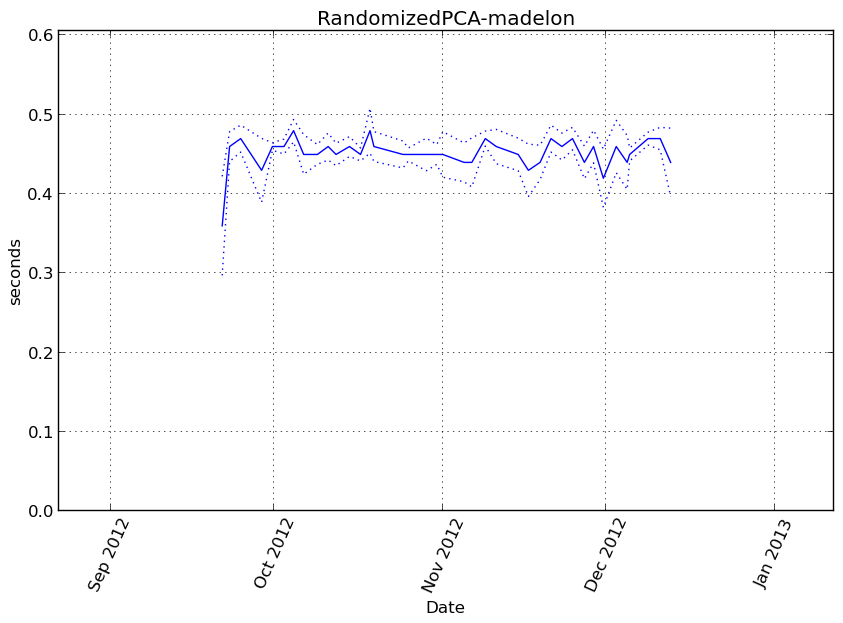 RandomizedPCA-madelon
0.6
0.5
0.4
0.3
0.2
0.1
0.0
seconds
Sep 2012
Oct 2012
Nov 2012
Dec 2012
Jan 2013
Date